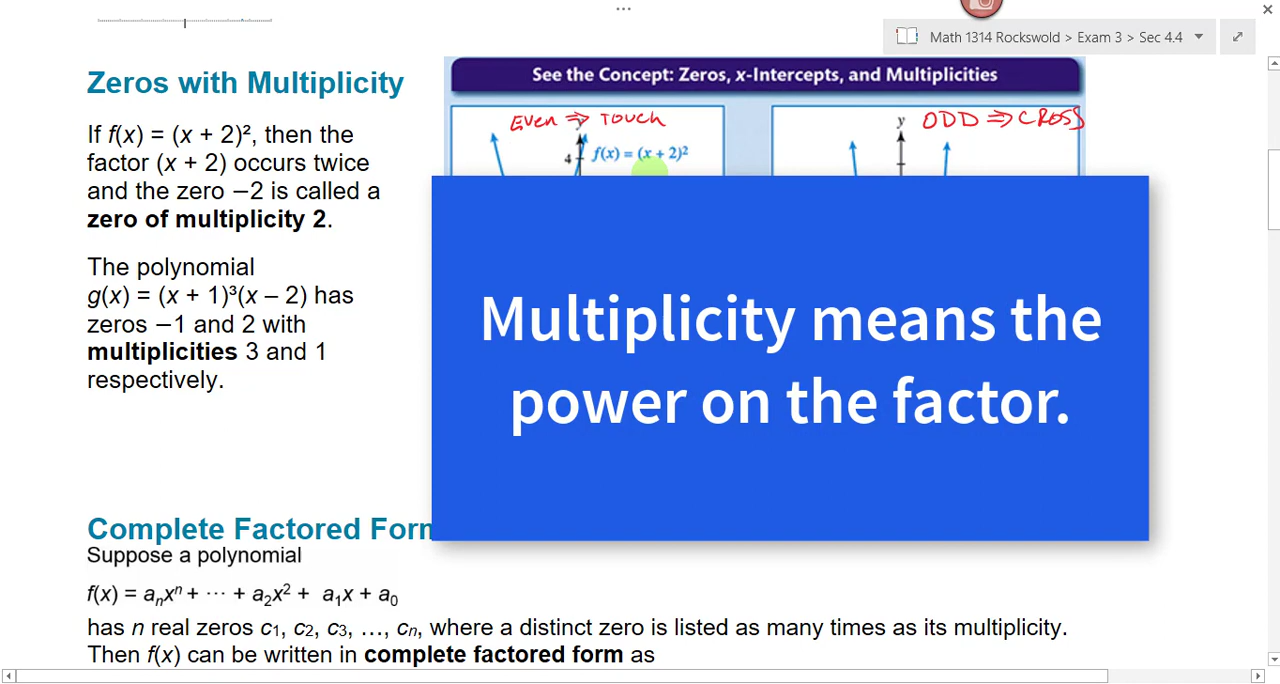 Math 1314 Rockswold > Exam 3 > Sec 4.4
Zeros with Multiplicity
If f(x) = (x + 2)², then the
factor (x + 2) occurs twice
and the zero −2 is called a
zero of multiplicity 2.
The polynomial
g(x) = (x + 1)³(x – 2) has
zeros −1 and 2 with
multiplicities 3 and 1
respectively.
See the Concept: Zeros, x-Intercepts, and Multiplicities
EVEN ⇒ TOUCH
y
4
f(x) = (x + 2)²
ODD ⇒ CROSS
y
Multiplicity means the
power on the factor.
Complete Factored Form
Suppose a polynomial
f(x) = aₙxⁿ + ⋯ + a₂x² + a₁x + a₀
has n real zeros c₁, c₂, c₃, …, cₙ, where a distinct zero is listed as many times as its multiplicity.
Then f(x) can be written in complete factored form as